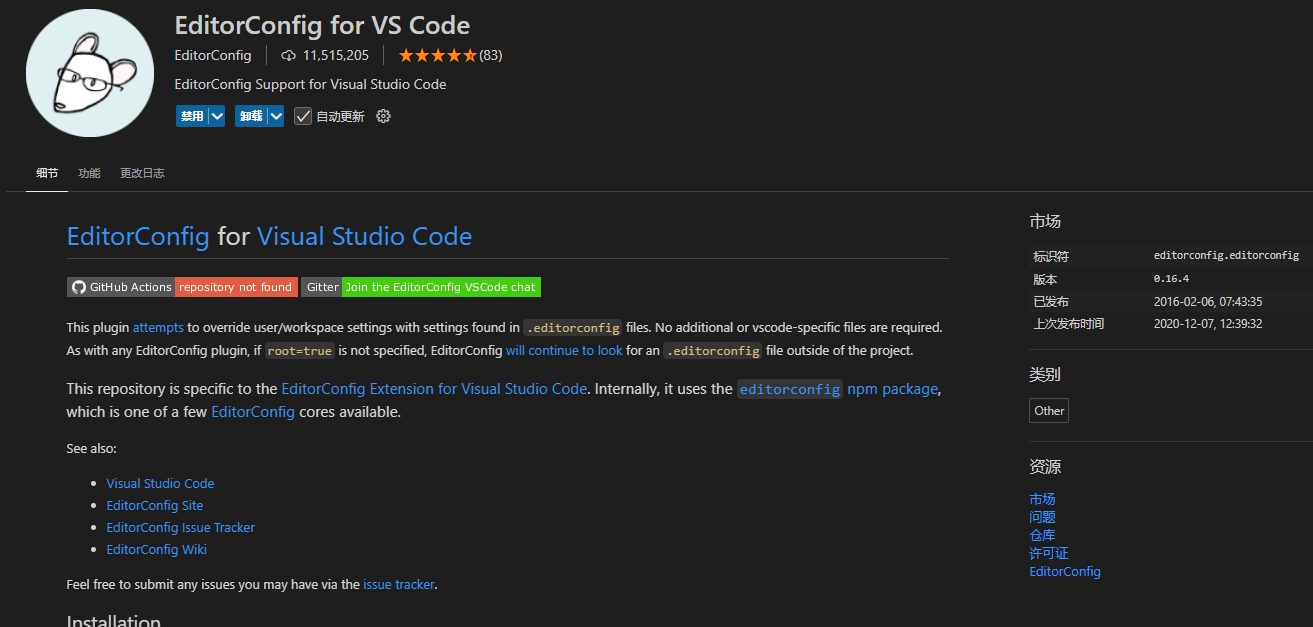 EditorConfig for VS Code
EditorConfig 11,515,205 (83)
EditorConfig Support for Visual Studio Code
禁用 卸载 自动更新
细节 功能 更改日志
EditorConfig for Visual Studio Code
GitHub Actions repository not found Gitter Join the EditorConfig VSCode chat
This plugin attempts to override user/workspace settings with settings found in .editorconfig files. No additional or vscode-specific files are required.
As with any EditorConfig plugin, if root=true is not specified, EditorConfig will continue to look for an .editorconfig file outside of the project.
This repository is specific to the EditorConfig Extension for Visual Studio Code. Internally, it uses the editorconfig npm package,
which is one of a few EditorConfig cores available.
See also:
Visual Studio Code
EditorConfig Site
EditorConfig Issue Tracker
EditorConfig Wiki
Feel free to submit any issues you may have via the issue tracker.
Installation
市场
标识符 editorconfig.editorconfig
版本 0.16.4
已发布 2016-02-06, 07:43:35
上次发布时间 2020-12-07, 12:39:32
类别
Other
资源
市场
问题
仓库
许可证
EditorConfig